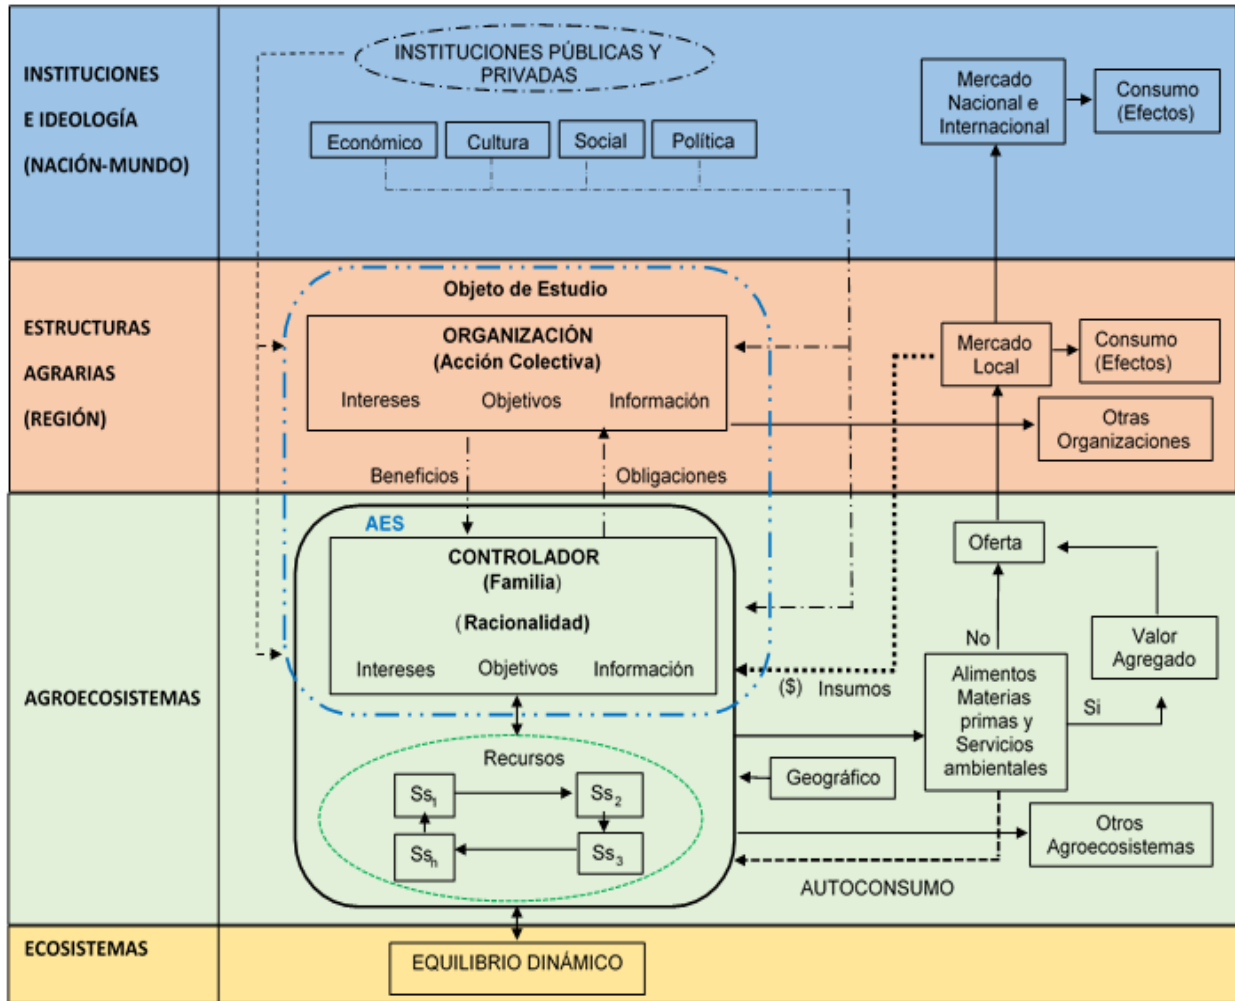 INSTITUCIONES
E IDEOLOGÍA
(NACIÓN-MUNDO)
INSTITUCIONES PÚBLICAS Y
PRIVADAS
Económico
Cultura
Social
Política
Mercado
Nacional e
Internacional
Consumo
(Efectos)
ESTRUCTURAS
AGRARIAS
(REGIÓN)
Objeto de Estudio
ORGANIZACIÓN
(Acción Colectiva)
Intereses Objetivos Información
Beneficios
Obligaciones
Mercado
Local
Consumo
(Efectos)
Otras
Organizaciones
AGROECOSISTEMAS
AES
CONTROLADOR
(Familia)
(Racionalidad)
Intereses Objetivos Información
Recursos
Ss1
Ss2
Ssh
Ss3
Oferta
No
Valor
Agregado
Alimentos
Materias
primas y
Servicios
ambientales
Si
($) Insumos
Geográfico
Otros
Agroecosistemas
AUTOCONSUMO
ECOSISTEMAS
EQUILIBRIO DINÁMICO